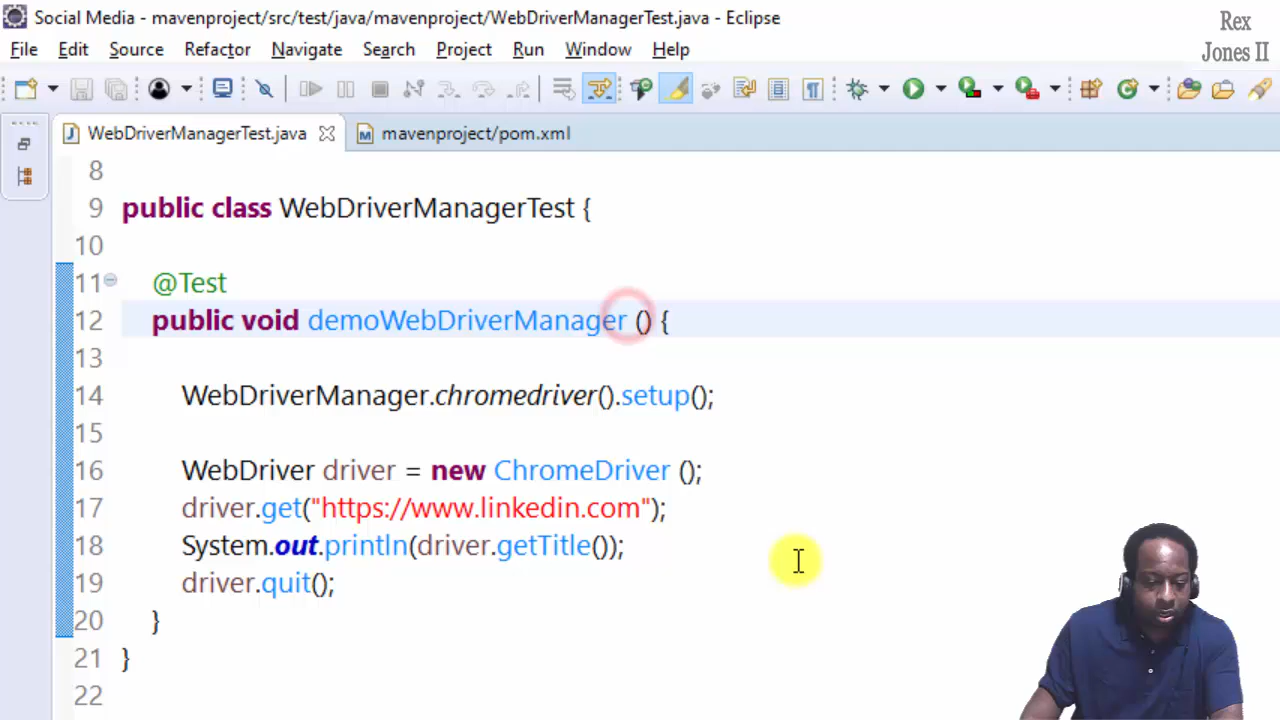 Social Media - mavenproject/src/test/java/mavenproject/WebDriverManagerTest.java - Eclipse
Rex
Jones II
File Edit Source Refactor Navigate Search Project Run Window Help
WebDriverManagerTest.java mavenproject/pom.xml
8
9 public class WebDriverManagerTest {
10
11 @Test
12 public void demoWebDriverManager () {
13
14 WebDriverManager.chromedriver().setup();
15
16 WebDriver driver = new ChromeDriver ();
17 driver.get("https://www.linkedin.com");
18 System.out.println(driver.getTitle());
19 driver.quit();
20 }
21 }
22